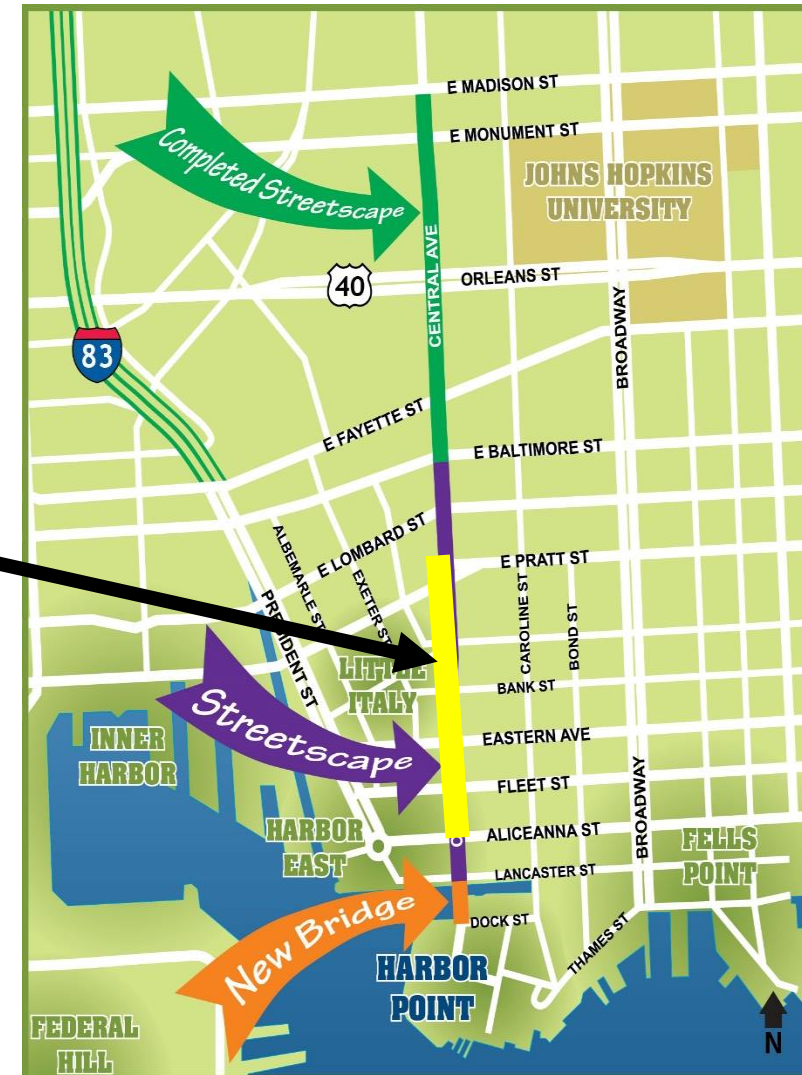 E MADISON ST
E MONUMENT ST
Completed Streetscape
JOHNS HOPKINS
UNIVERSITY
ORLEANS ST
40
CENTRAL AVE
BROADWAY
83
E FAYETTE ST
E BALTIMORE ST
E LOMBARD ST
ALBEMARLE ST
EXETER ST
E PRATT ST
PRESIDENT ST
CAROLINE ST
BOND ST
LITTLE
ITALY
BANK ST
Streetscape
EASTERN AVE
INNER
HARBOR
FLEET ST
BROADWAY
HARBOR
EAST
ALICEANNA ST
FELLS
POINT
LANCASTER ST
New Bridge
DOCK ST
THAMES ST
HARBOR
POINT
FEDERAL
HILL
N